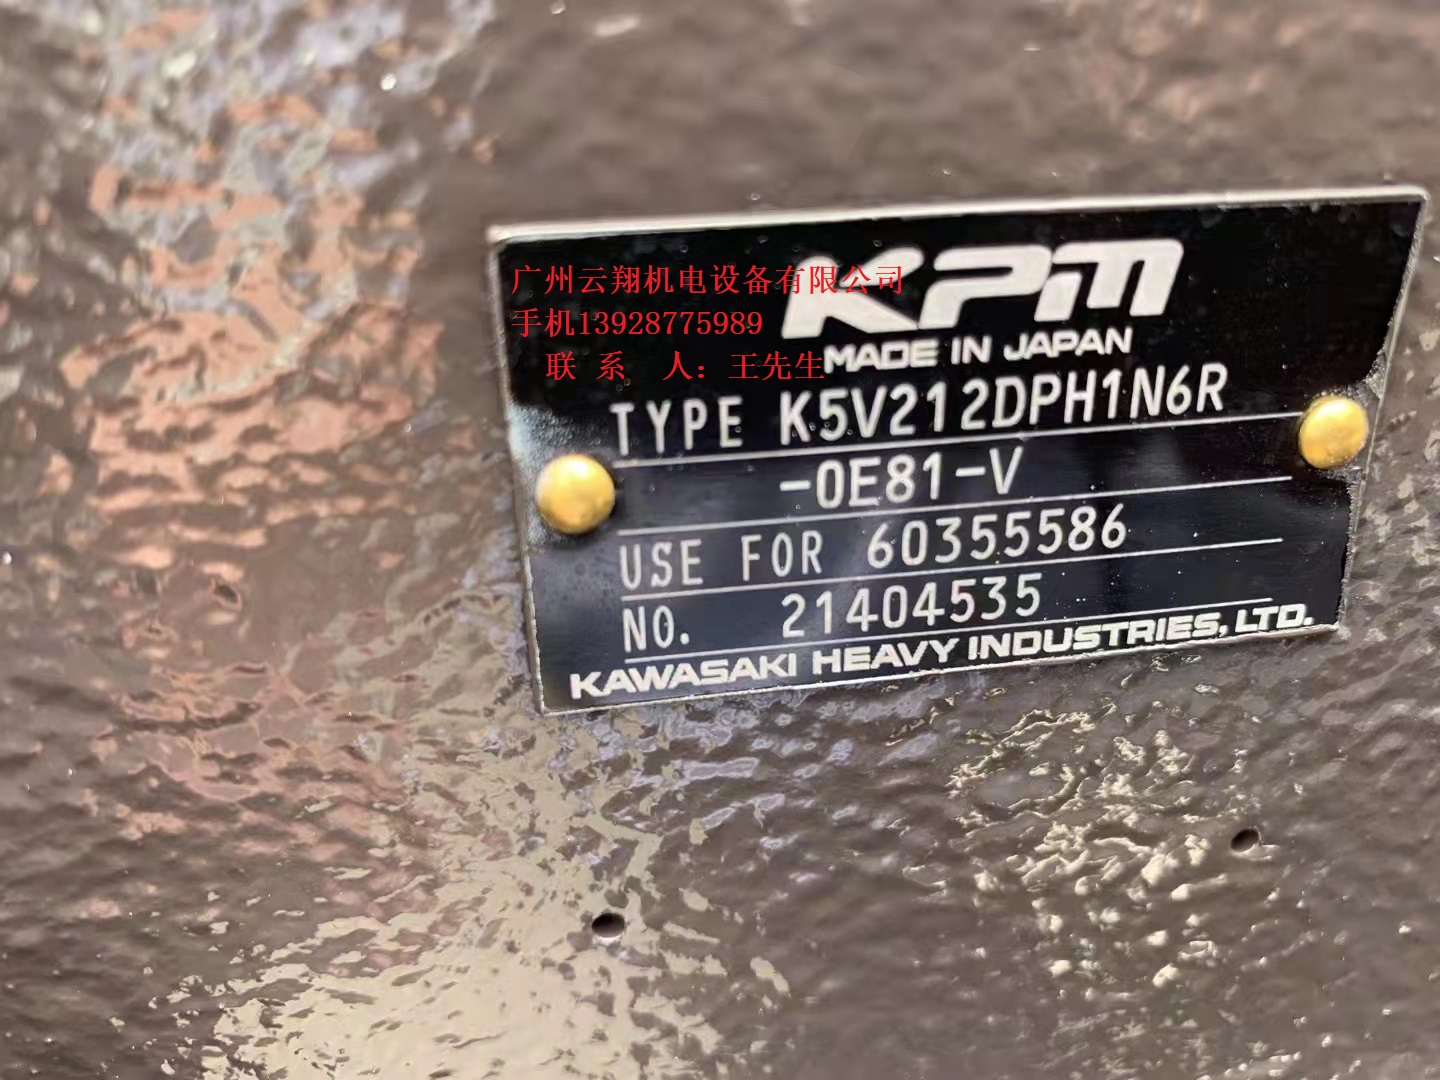 KPM
广州云翔机电设备有限公司
手机13928775989
联 系 人：王先生
MADE IN JAPAN
TYPE K5V212DPH1N6R
-0E81-V
USE FOR 60355586
NO. 21404535
KAWASAKI HEAVY INDUSTRIES, LTD.